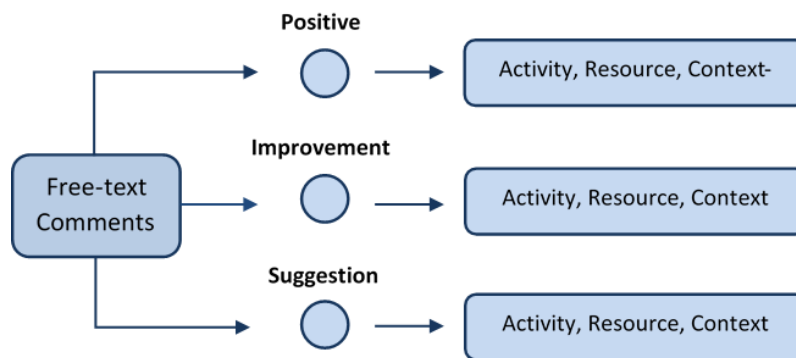 Positive
Activity, Resource, Context-
Improvement
Free-text
Comments
Activity, Resource, Context
Suggestion
Activity, Resource, Context